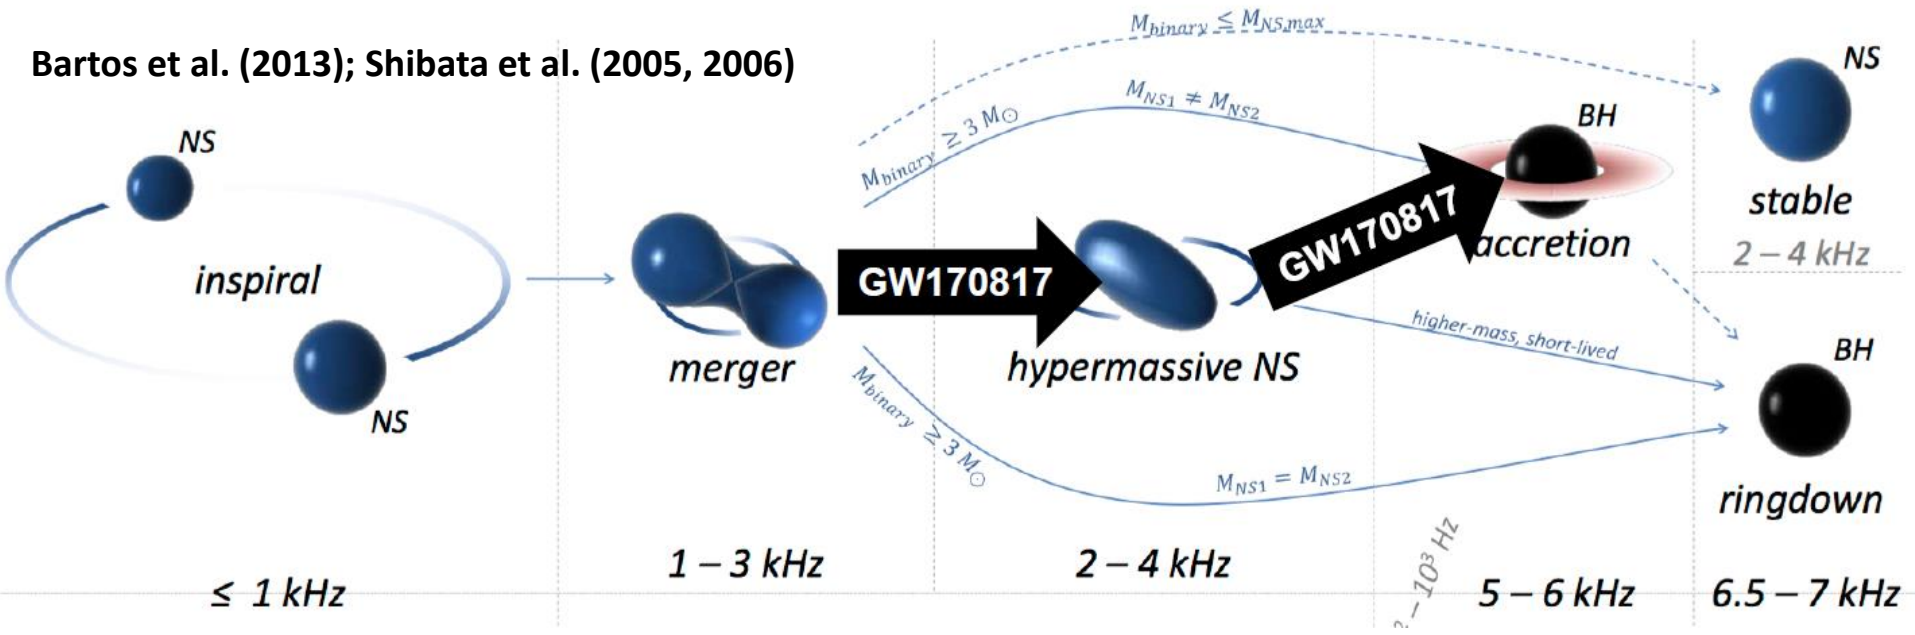 Bartos et al. (2013); Shibata et al. (2005, 2006)
NS
inspiral
NS
≤ 1 kHz
merger
1 – 3 kHz
M_binary ≤ M_NS,max
M_binary ≥ 3 M_⊙
M_NS1 ≠ M_NS2
GW170817
hypermassive NS
2 – 4 kHz
GW170817
M_binary ≥ 3 M_⊙
M_NS1 = M_NS2
higher-mass, short-lived
BH
accretion
– 10³ Hz
5 – 6 kHz
NS
stable
2 – 4 kHz
BH
ringdown
6.5 – 7 kHz